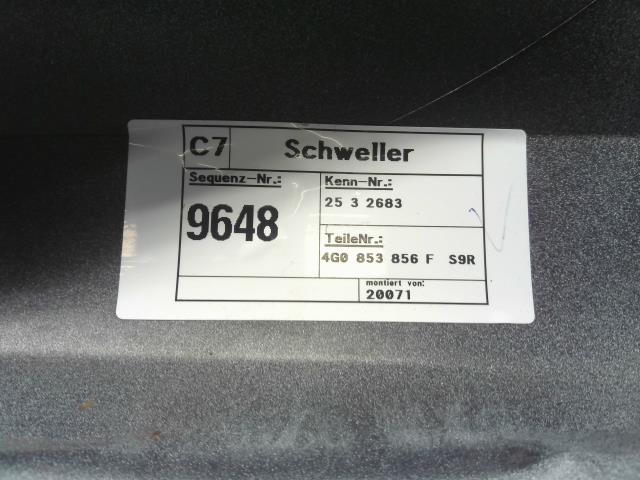 C7 Schweller
Sequenz-Nr.:
9648
Kenn-Nr.:
25 3 2683
TeileNr.:
4G0 853 856 F S9R
montiert von:
20071